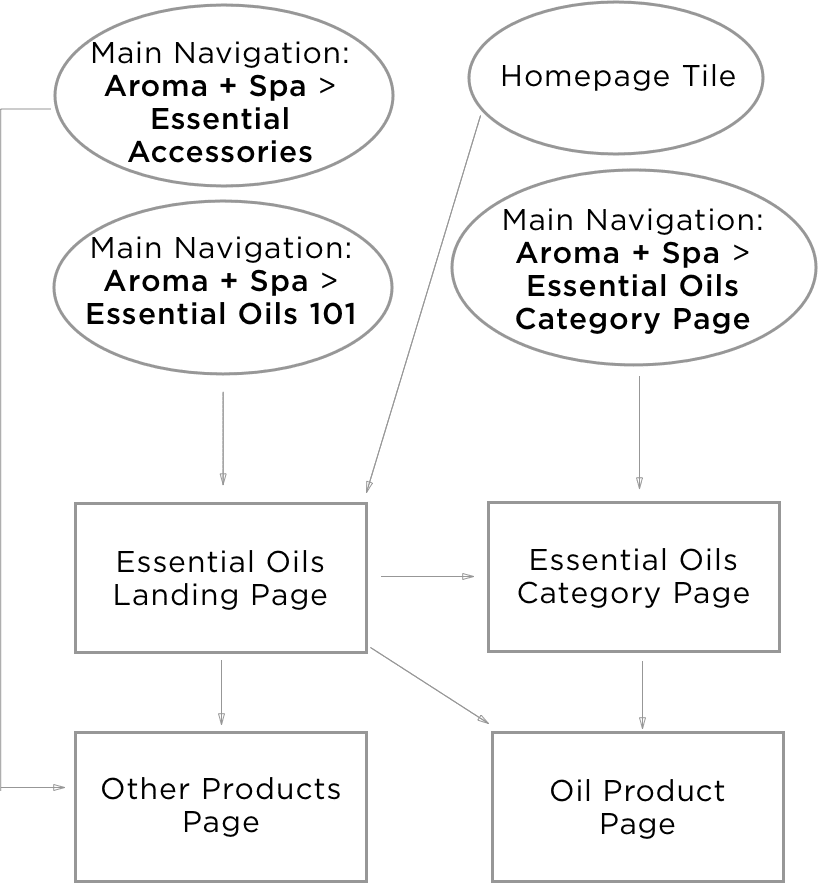 Main Navigation:
Aroma + Spa >
Essential
Accessories
Homepage Tile
Main Navigation:
Aroma + Spa >
Essential Oils 101
Main Navigation:
Aroma + Spa >
Essential Oils
Category Page
Essential Oils
Landing Page
Essential Oils
Category Page
Other Products
Page
Oil Product
Page